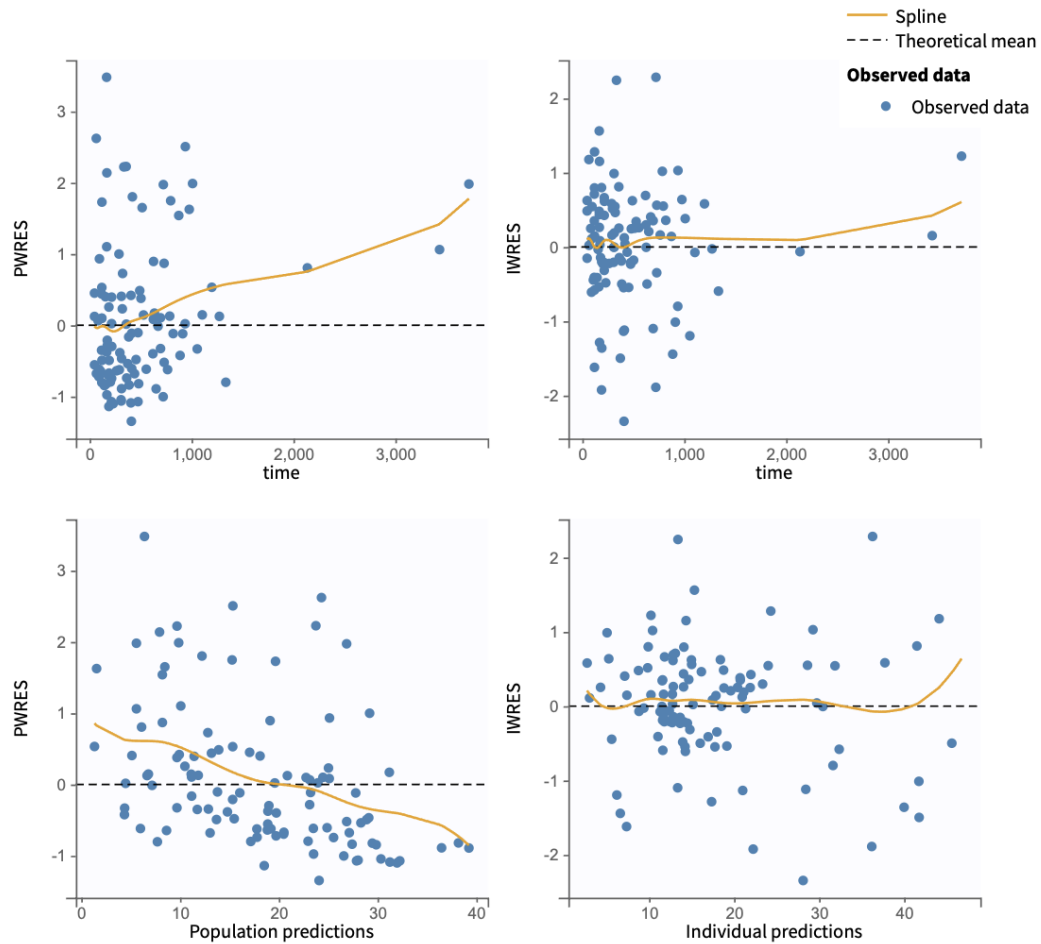 Spline
Theoretical mean
Observed data
Observed data
PWRES
3
2
1
0
-1
0 1,000 2,000 3,000
time
IWRES
2
1
0
-1
-2
0 1,000 2,000 3,000
time
PWRES
3
2
1
0
-1
0 10 20 30 40
Population predictions
IWRES
2
1
0
-1
-2
10 20 30 40
Individual predictions